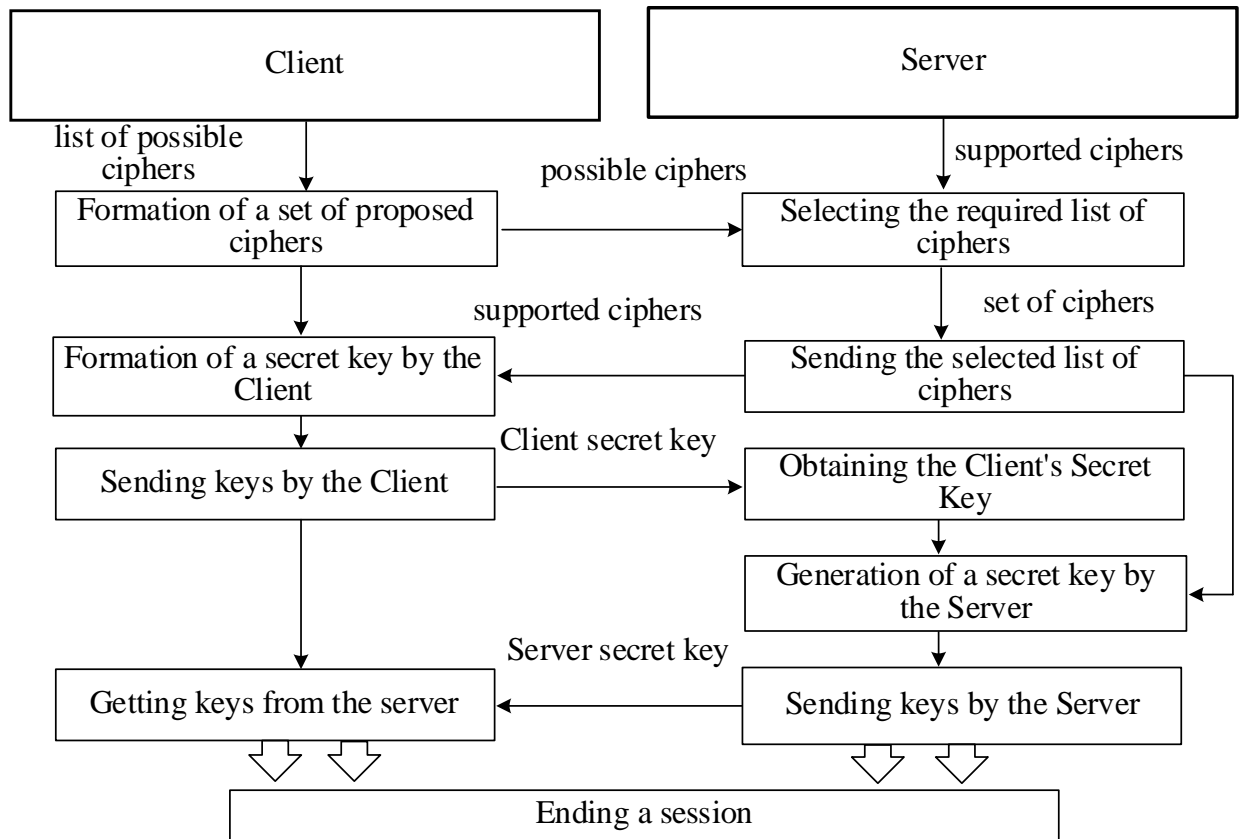 Client
Server
list of possible
ciphers
supported ciphers
possible ciphers
Formation of a set of proposed
ciphers
Selecting the required list of
ciphers
set of ciphers
supported ciphers
Formation of a secret key by the
Client
Sending the selected list of
ciphers
Client secret key
Sending keys by the Client
Obtaining the Client's Secret
Key
Generation of a secret key by
the Server
Server secret key
Getting keys from the server
Sending keys by the Server
Ending a session